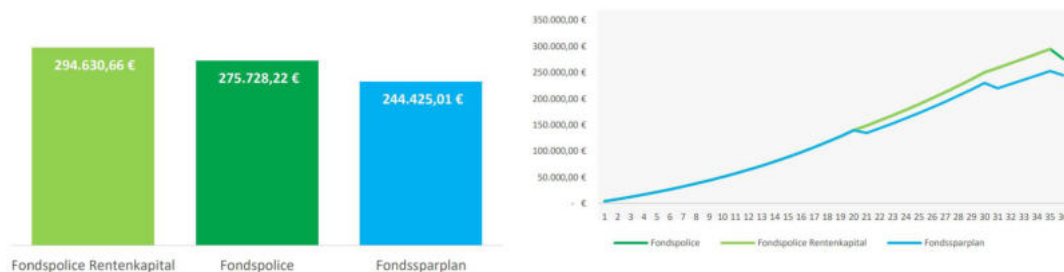 294.630,66 €
275.728,22 €
244.425,01 €
Fondspolice Rentenkapital
Fondspolice
Fondssparplan
350.000,00 €
300.000,00 €
250.000,00 €
200.000,00 €
150.000,00 €
100.000,00 €
50.000,00 €
- €
1 2 3 4 5 6 7 8 9 10 11 12 13 14 15 16 17 18 19 20 21 22 23 24 25 26 27 28 29 30 31 32 33 34 35
Fondspolice
Fondspolice Rentenkapital
Fondssparplan